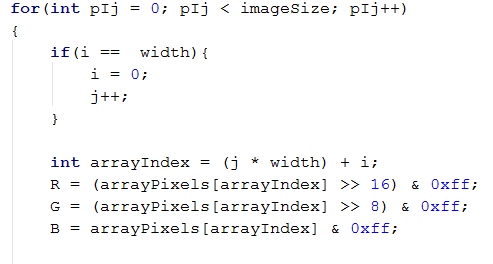 for(int pIj = 0; pIj < imageSize; pIj++)
{
    if(i ==  width){
        i = 0;
        j++;
    }
    int arrayIndex = (j * width) + i;
    R = (arrayPixels[arrayIndex] >> 16) & 0xff;
    G = (arrayPixels[arrayIndex] >> 8) & 0xff;
    B = arrayPixels[arrayIndex] & 0xff;